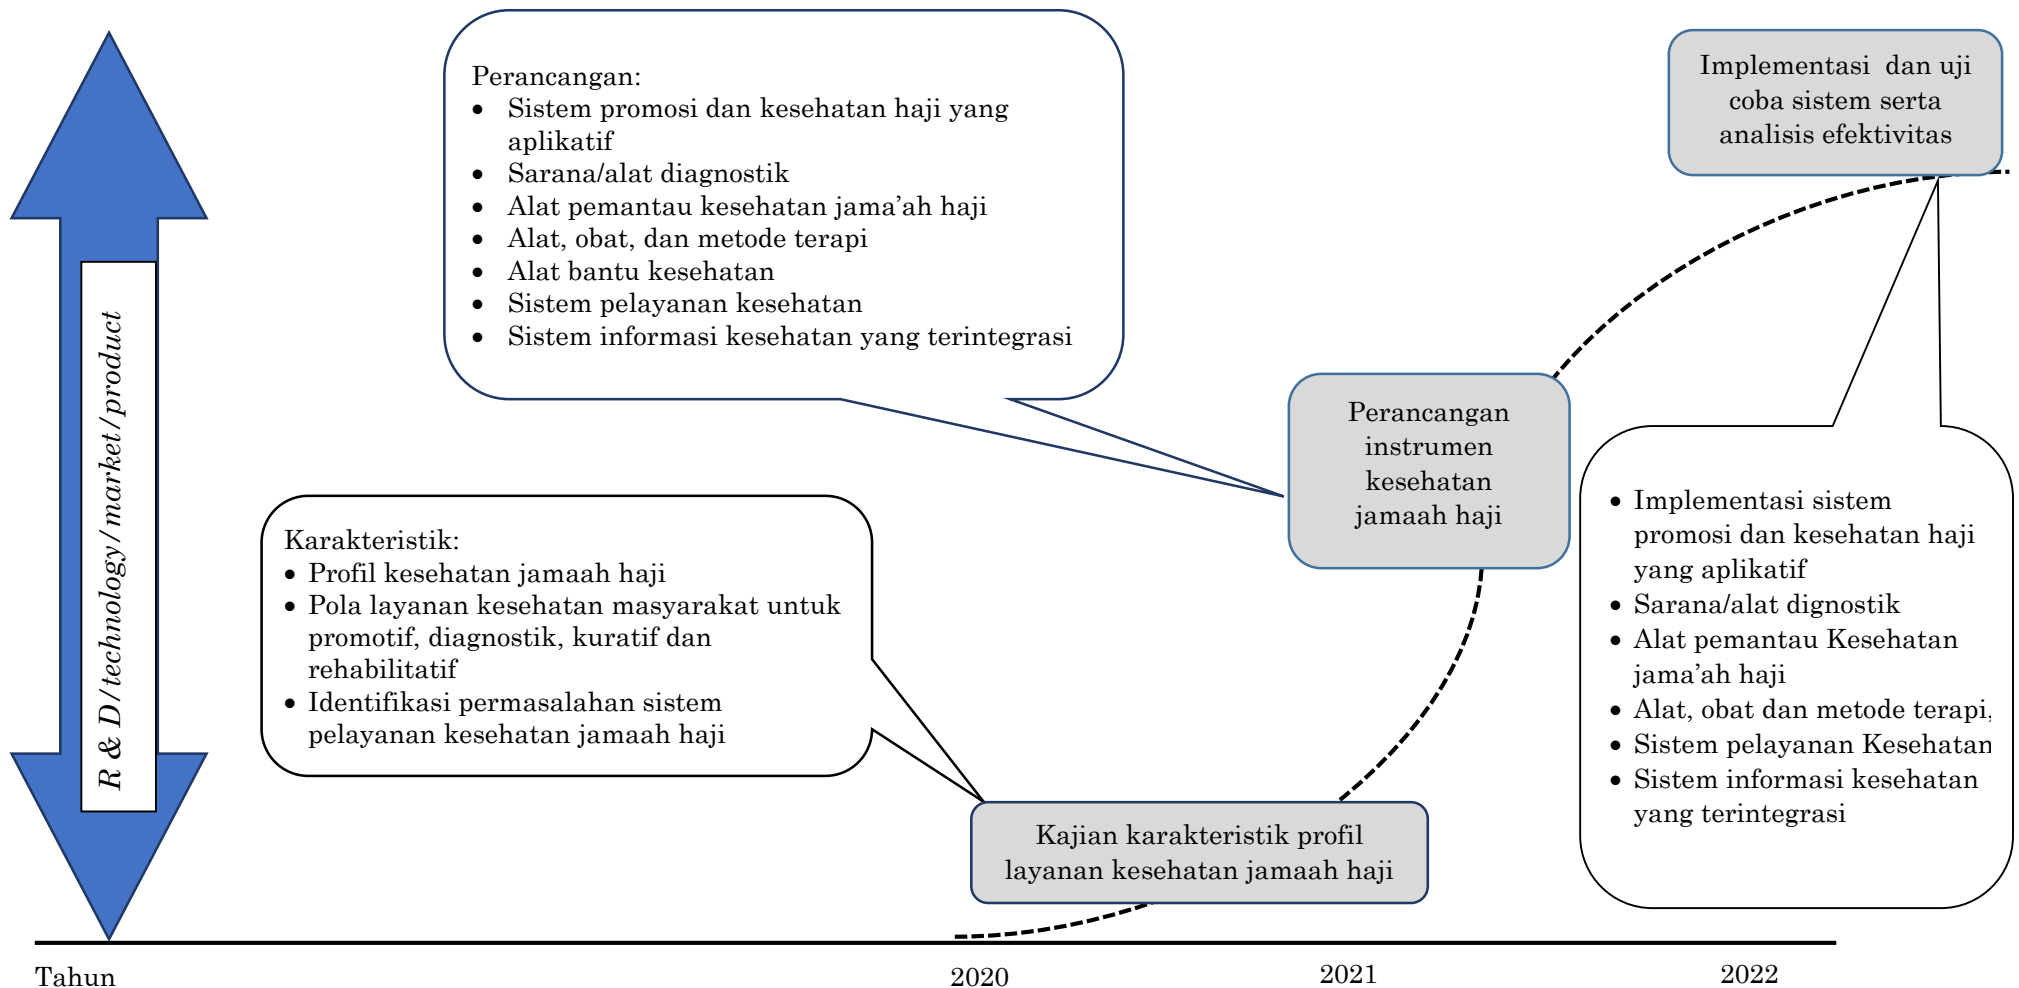 Perancangan:
• Sistem promosi dan kesehatan haji yang
aplikatif
• Sarana/alat diagnostik
• Alat pemantau kesehatan jama’ah haji
• Alat, obat, dan metode terapi
• Alat bantu kesehatan
• Sistem pelayanan kesehatan
• Sistem informasi kesehatan yang terintegrasi
Implementasi dan uji
coba sistem serta
analisis efektivitas
R & D/technology/market/product
Perancangan
instrumen
kesehatan
jamaah haji
Karakteristik:
• Profil kesehatan jamaah haji
• Pola layanan kesehatan masyarakat untuk
promotif, diagnostik, kuratif dan
rehabilitatif
• Identifikasi permasalahan sistem
pelayanan kesehatan jamaah haji
• Implementasi sistem
promosi dan kesehatan haji
yang aplikatif
• Sarana/alat dignostik
• Alat pemantau Kesehatan
jama’ah haji
• Alat, obat dan metode terapi,
• Sistem pelayanan Kesehatan
• Sistem informasi kesehatan
yang terintegrasi
Kajian karakteristik profil
layanan kesehatan jamaah haji
Tahun 2020 2021 2022